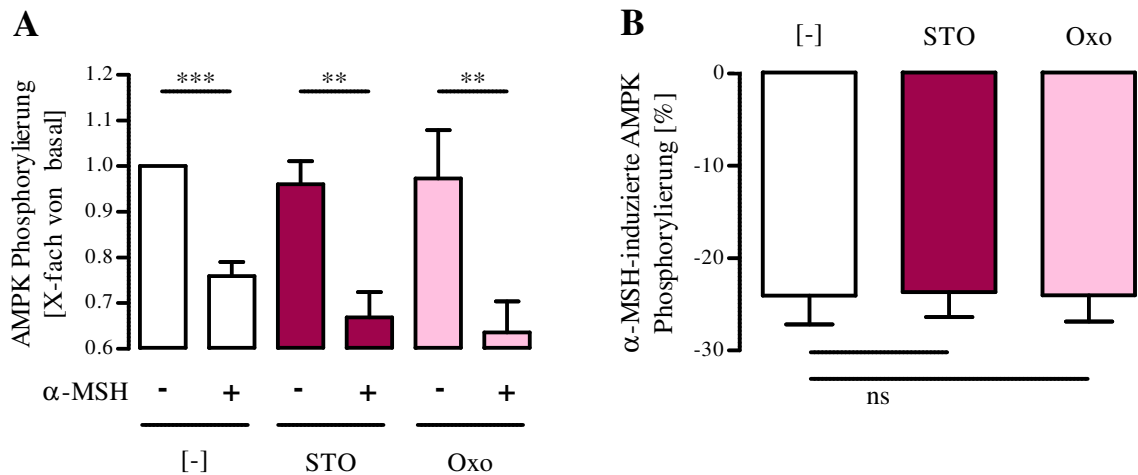 A
AMPK Phosphorylierung
[X-fach von basal]
1.2
1.1
1.0
0.9
0.8
0.7
0.6
*** ** **
α-MSH - + - + - +
[-] STO Oxo
B
[-] STO Oxo
α-MSH-induzierte AMPK
Phosphorylierung [%]
0
-10
-20
-30
ns